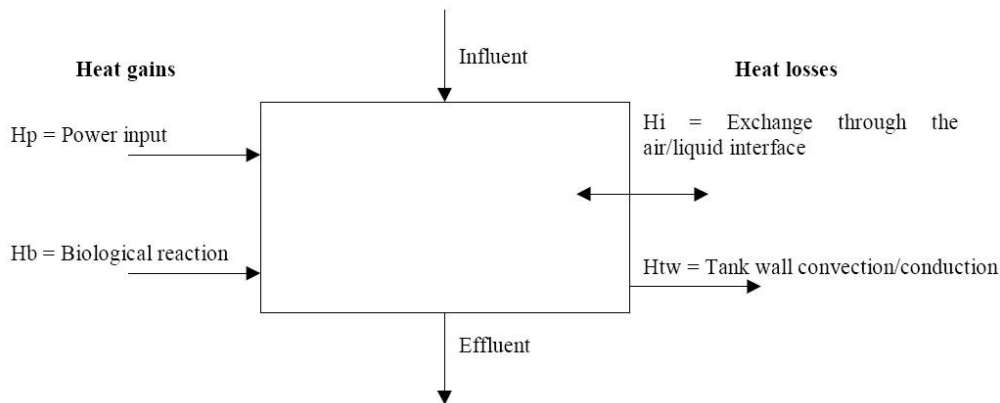 Influent
Heat gains
Heat losses
Hp = Power input
Hi = Exchange through the
air/liquid interface
Hb = Biological reaction
Htw = Tank wall convection/conduction
Effluent